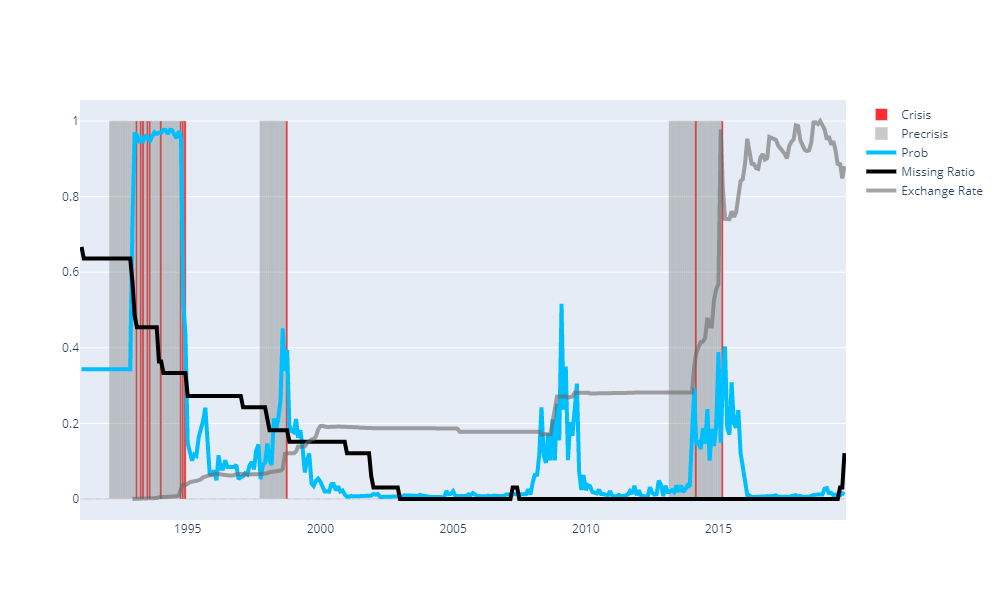 1
0.8
0.6
0.4
0.2
0
1995
2000
2005
2010
2015
Crisis
Precrisis
Prob
Missing Ratio
Exchange Rate